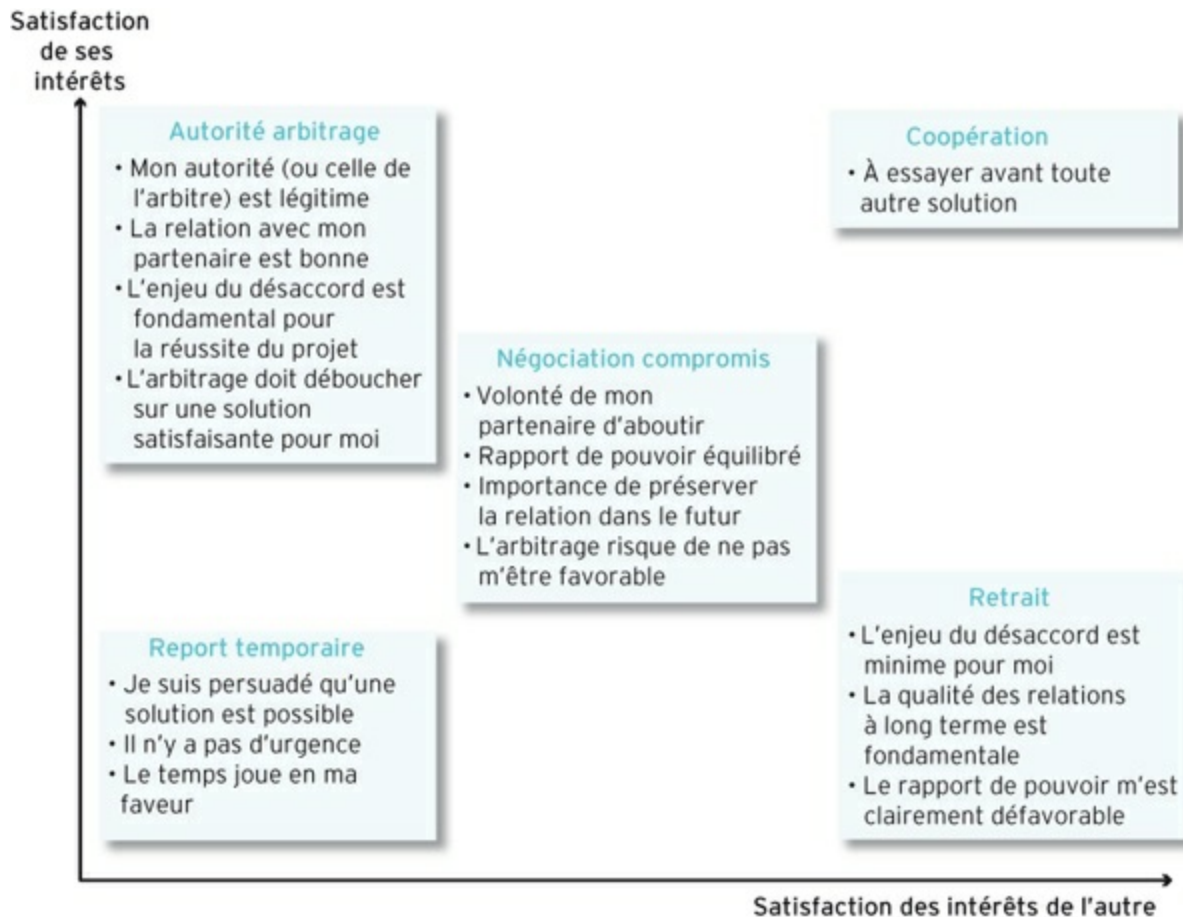 Satisfaction
de ses
intérêts
Autorité arbitrage
• Mon autorité (ou celle de
l'arbitre) est légitime
• La relation avec mon
partenaire est bonne
• L'enjeu du désaccord est
fondamental pour
la réussite du projet
• L'arbitrage doit déboucher
sur une solution
satisfaisante pour moi
Coopération
• À essayer avant toute
autre solution
Négociation compromis
• Volonté de mon
partenaire d'aboutir
• Rapport de pouvoir équilibré
• Importance de préserver
la relation dans le futur
• L'arbitrage risque de ne pas
m'être favorable
Report temporaire
• Je suis persuadé qu'une
solution est possible
• Il n'y a pas d'urgence
• Le temps joue en ma
faveur
Retrait
• L'enjeu du désaccord est
minime pour moi
• La qualité des relations
à long terme est
fondamentale
• Le rapport de pouvoir m'est
clairement défavorable
Satisfaction des intérêts de l'autre